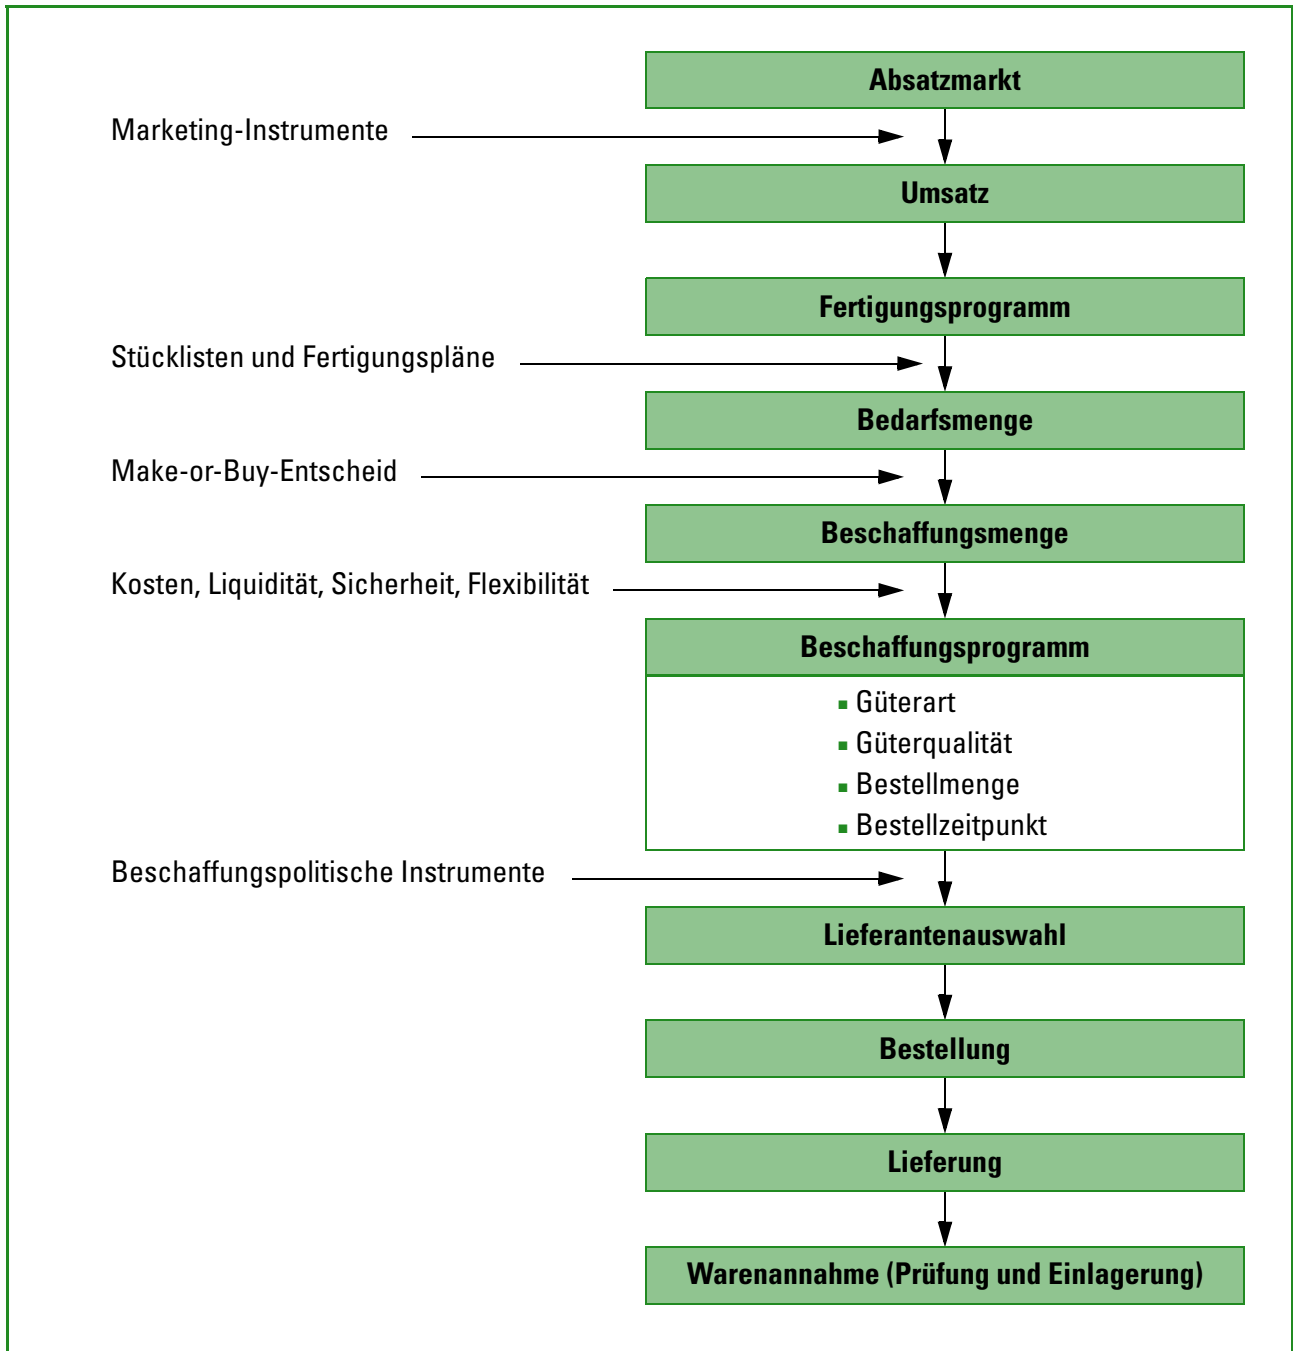 Absatzmarkt
Marketing-Instrumente
Umsatz
Fertigungsprogramm
Stücklisten und Fertigungspläne
Bedarfsmenge
Make-or-Buy-Entscheid
Beschaffungsmenge
Kosten, Liquidität, Sicherheit, Flexibilität
Beschaffungsprogramm
▪ Güterart
▪ Güterqualität
▪ Bestellmenge
▪ Bestellzeitpunkt
Beschaffungspolitische Instrumente
Lieferantenauswahl
Bestellung
Lieferung
Warenannahme (Prüfung und Einlagerung)